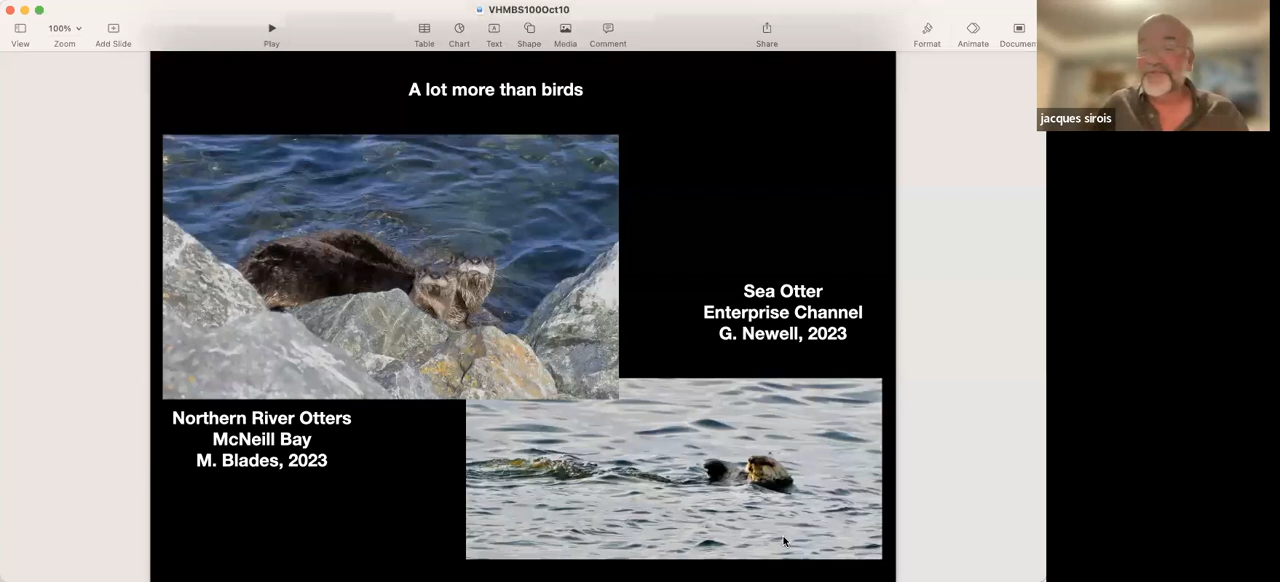 VHMBS100Oct10
View
100%
Zoom
Add Slide
Play
Table
Chart
Text
Shape
Media
Comment
Share
Format
Animate
Documen
jacques sirois
A lot more than birds
Sea Otter
Enterprise Channel
G. Newell, 2023
Northern River Otters
McNeill Bay
M. Blades, 2023